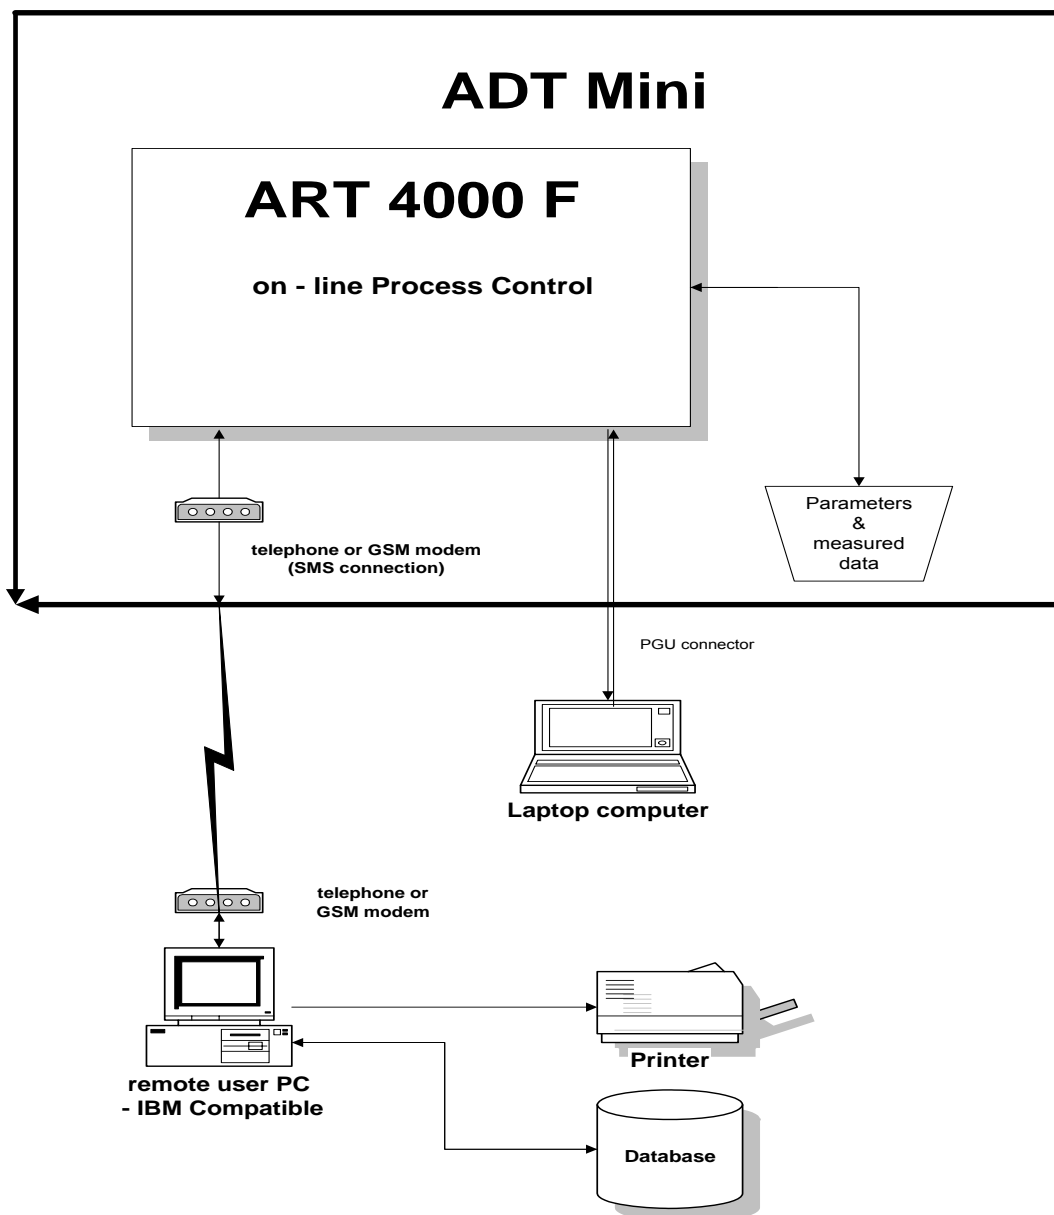 ADT Mini
ART 4000 F
on - line Process Control
Parameters
&
measured
data
telephone or GSM modem
(SMS connection)
PGU connector
Laptop computer
telephone or
GSM modem
Printer
remote user PC
- IBM Compatible
Database